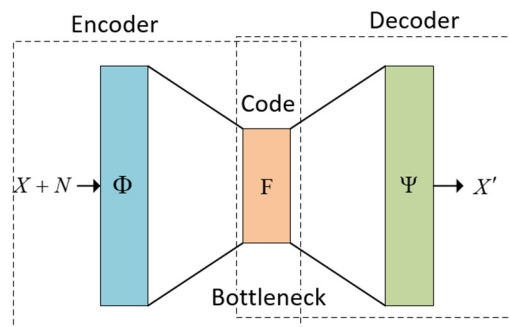 Encoder
Decoder
Code
X + N
Φ
F
Ψ
X′
Bottleneck